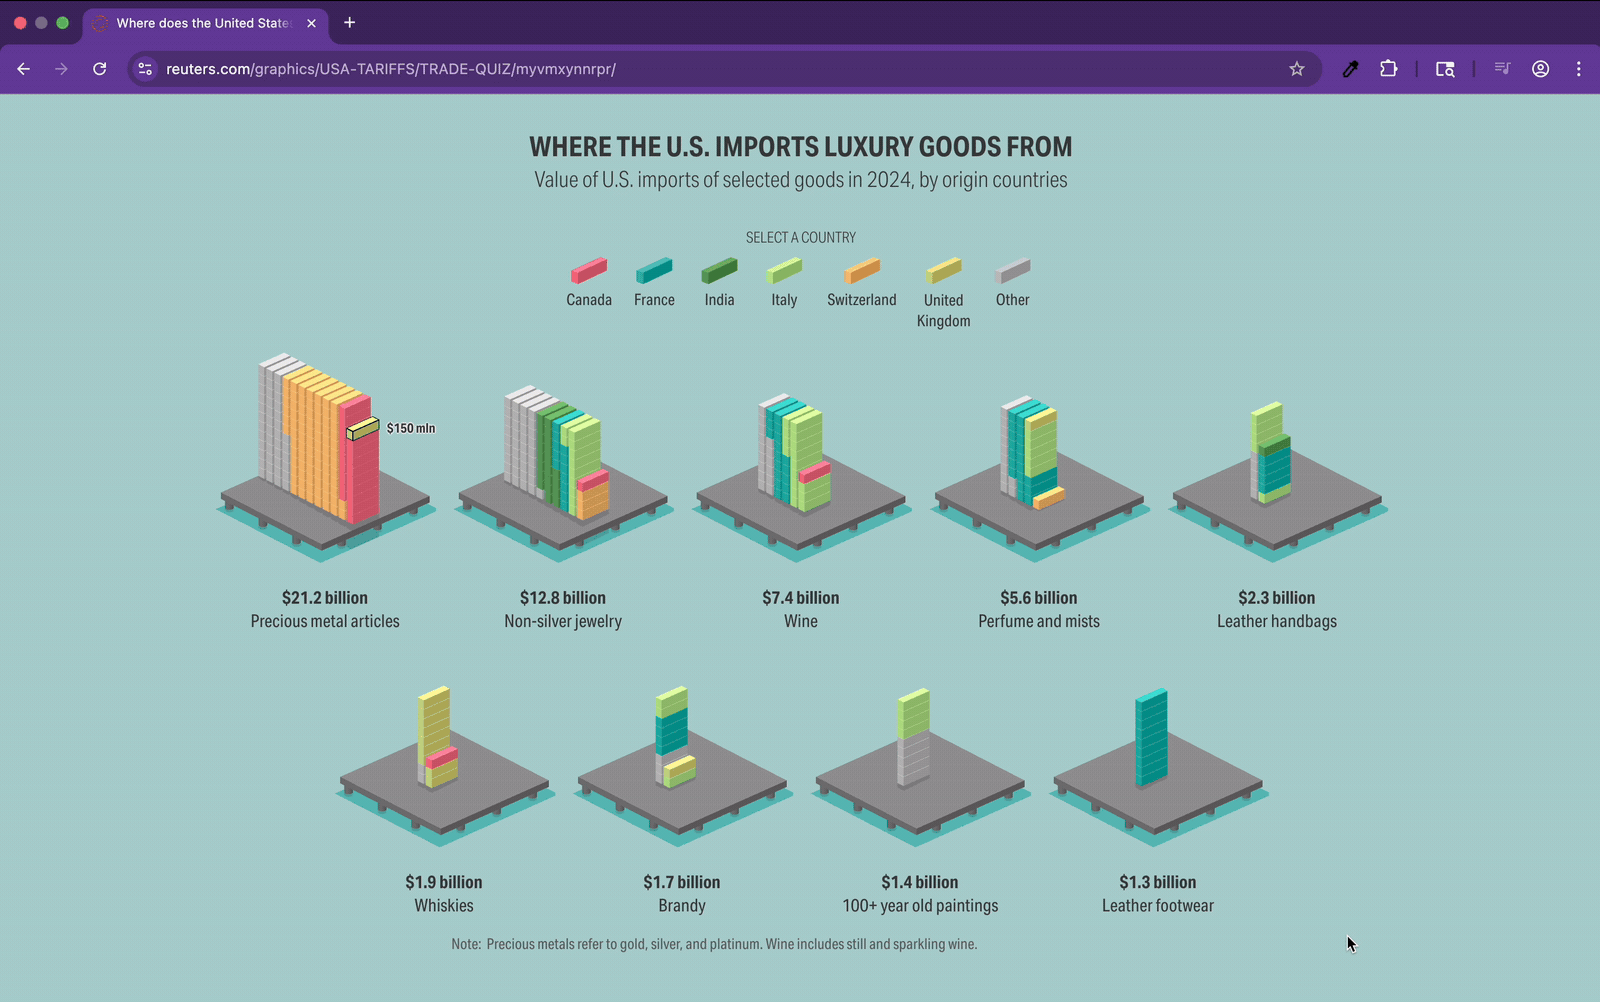 Where does the United State
reuters.com/graphics/USA-TARIFFS/TRADE-QUIZ/myvmxynnrpr/
WHERE THE U.S. IMPORTS LUXURY GOODS FROM
Value of U.S. imports of selected goods in 2024, by origin countries
SELECT A COUNTRY
Canada France India Italy Switzerland United Kingdom Other
$150 mln
$21.2 billion $12.8 billion $7.4 billion $5.6 billion $2.3 billion
Precious metal articles Non-silver jewelry Wine Perfume and mists Leather handbags
$1.9 billion $1.7 billion $1.4 billion $1.3 billion
Whiskies Brandy 100+ year old paintings Leather footwear
Note: Precious metals refer to gold, silver, and platinum. Wine includes still and sparkling wine.